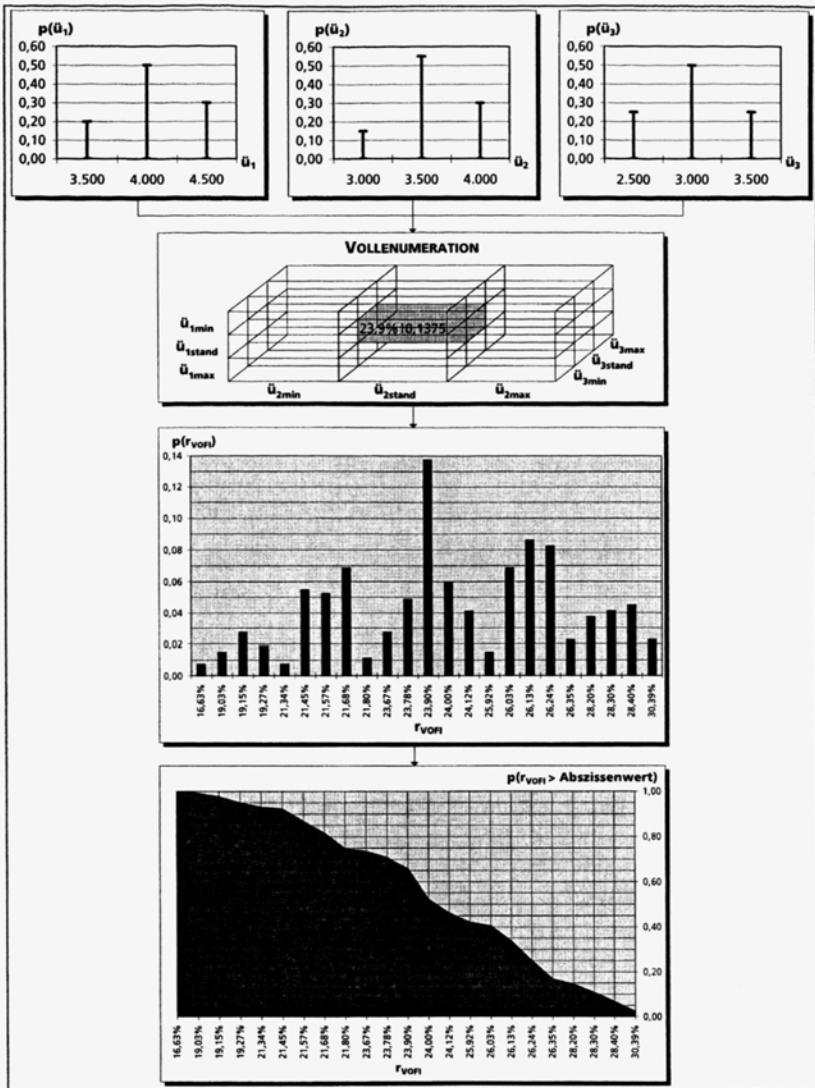 p(ü1) p(ü2) p(ü3)
0,60 0,60 0,60
0,50 0,50 0,50
0,40 0,40 0,40
0,30 0,30 0,30
0,20 0,20 0,20
0,10 0,10 0,10
0,00 0,00 0,00
ü1 ü2 ü3
3.500 4.000 4.500 3.000 3.500 4.000 2.500 3.000 3.500
VOLLENUMERATION
ü1min
ü1stand
ü1max
23,9% I0,1375
ü3max
ü3stand
ü3min
ü2min ü2stand ü2max
p(rVOFI)
0,14
0,12
0,10
0,08
0,06
0,04
0,02
0,00
16,63% 19,03% 19,15% 19,27% 21,34% 21,45% 21,57% 21,68% 21,80% 23,67% 23,78% 23,90% 24,00% 24,12% 25,92% 26,03% 26,13% 26,24% 26,35% 28,20% 28,30% 28,40% 30,39%
rVOFI
p(rVOFI > Abszissenwert)
1,00
0,80
0,60
0,40
0,20
0,00
16,63% 19,03% 19,15% 19,27% 21,34% 21,45% 21,57% 21,68% 21,80% 23,67% 23,78% 23,90% 24,00% 24,12% 25,92% 26,03% 26,13% 26,24% 26,35% 28,20% 28,30% 28,40% 30,39%
rVOFI